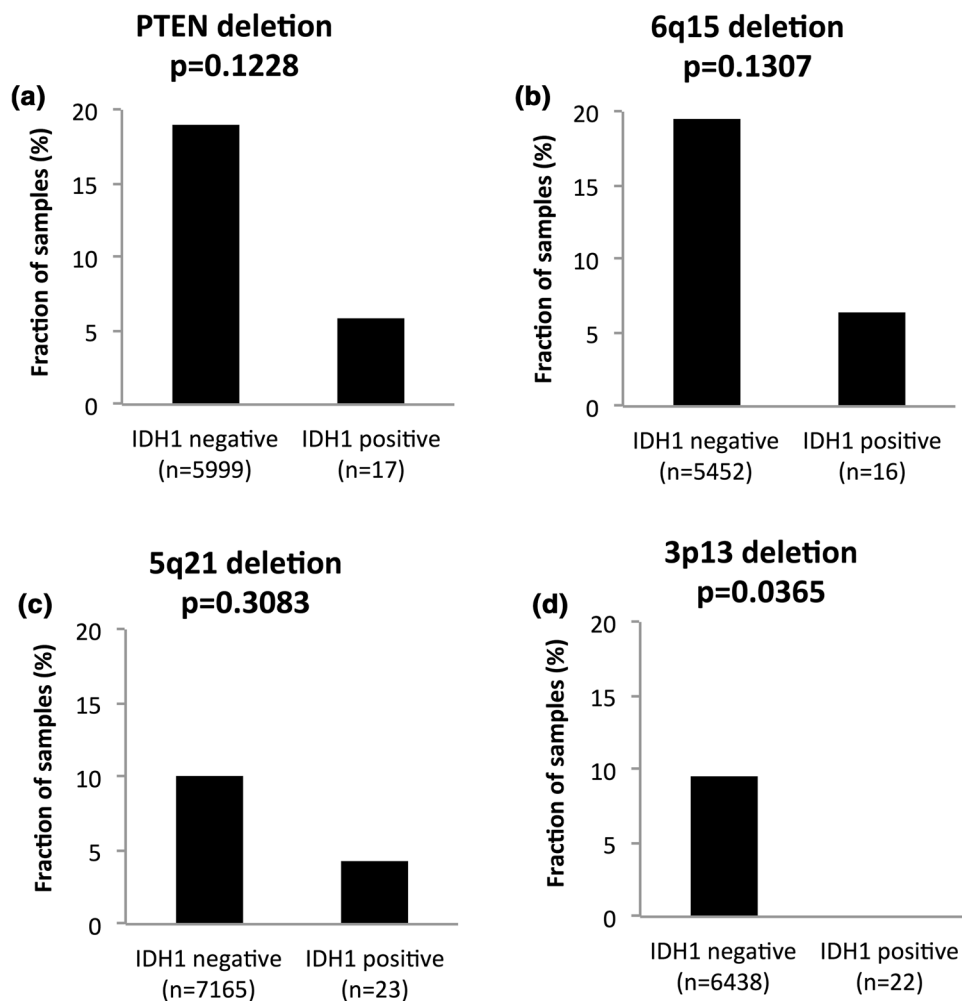 PTEN deletion
p=0.1228
(a)
Fraction of samples (%)
20
15
10
5
0
IDH1 negative
(n=5999)
IDH1 positive
(n=17)
6q15 deletion
p=0.1307
(b)
Fraction of samples (%)
20
15
10
5
0
IDH1 negative
(n=5452)
IDH1 positive
(n=16)
5q21 deletion
p=0.3083
(c)
Fraction of samples (%)
20
15
10
5
0
IDH1 negative
(n=7165)
IDH1 positive
(n=23)
3p13 deletion
p=0.0365
(d)
Fraction of samples (%)
20
15
10
5
0
IDH1 negative
(n=6438)
IDH1 positive
(n=22)